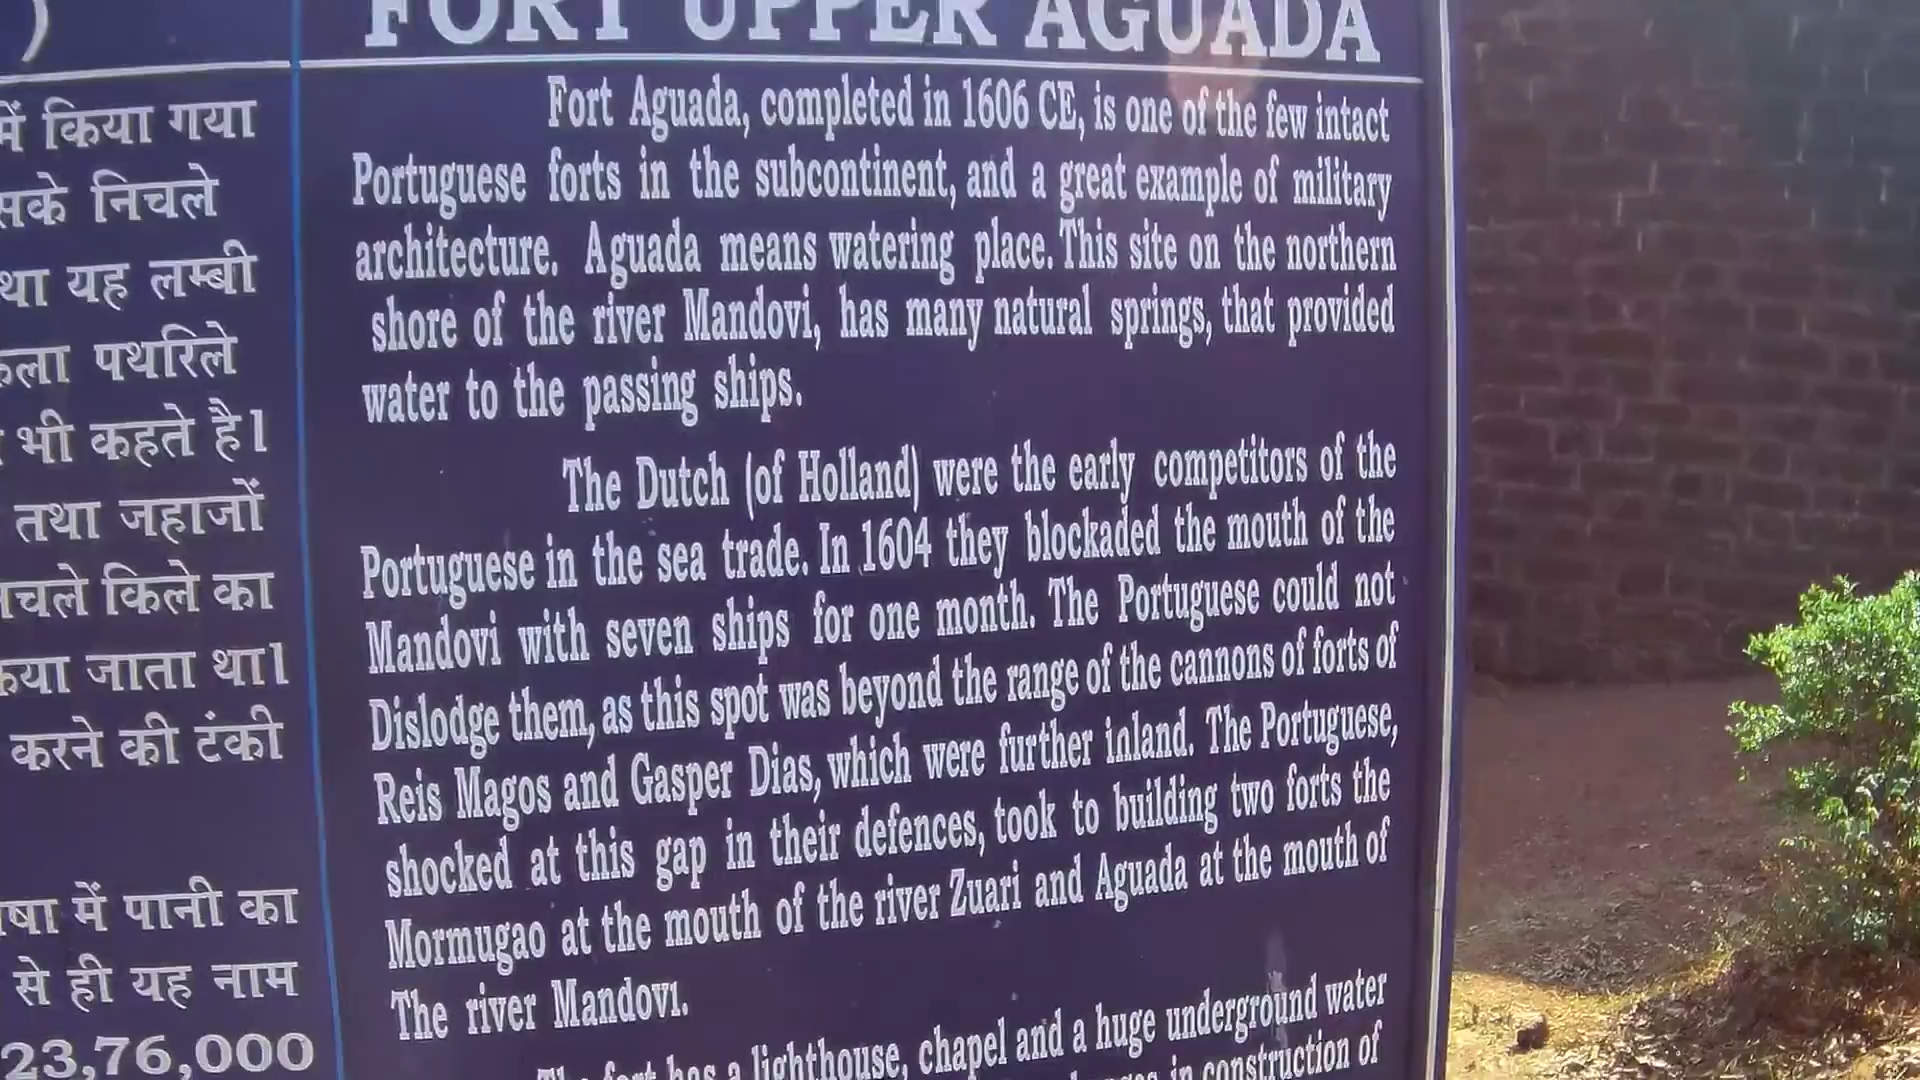 )
में किया गया
सके निचले
था यह लम्बी
कला पथरिले
भी कहते है।
तथा जहाजों
चले किले का
कया जाता था।
करने की टंकी
षा में पानी का
से ही यह नाम
23,76,000
FORT UPPER AGUADA
Fort Aguada, completed in 1606 CE, is one of the few intact
Portuguese forts in the subcontinent, and a great example of military
architecture. Aguada means watering place. This site on the northern
shore of the river Mandovi, has many natural springs, that provided
water to the passing ships.
The Dutch (of Holland) were the early competitors of the
Portuguese in the sea trade. In 1604 they blockaded the mouth of the
Mandovi with seven ships for one month. The Portuguese could not
Dislodge them, as this spot was beyond the range of the cannons of forts of
Reis Magos and Gasper Dias, which were further inland. The Portuguese,
shocked at this gap in their defences, took to building two forts the
Mormugao at the mouth of the river Zuari and Aguada at the mouth of
The river Mandovi.
The fort has a lighthouse, chapel and a huge underground water
in construction of